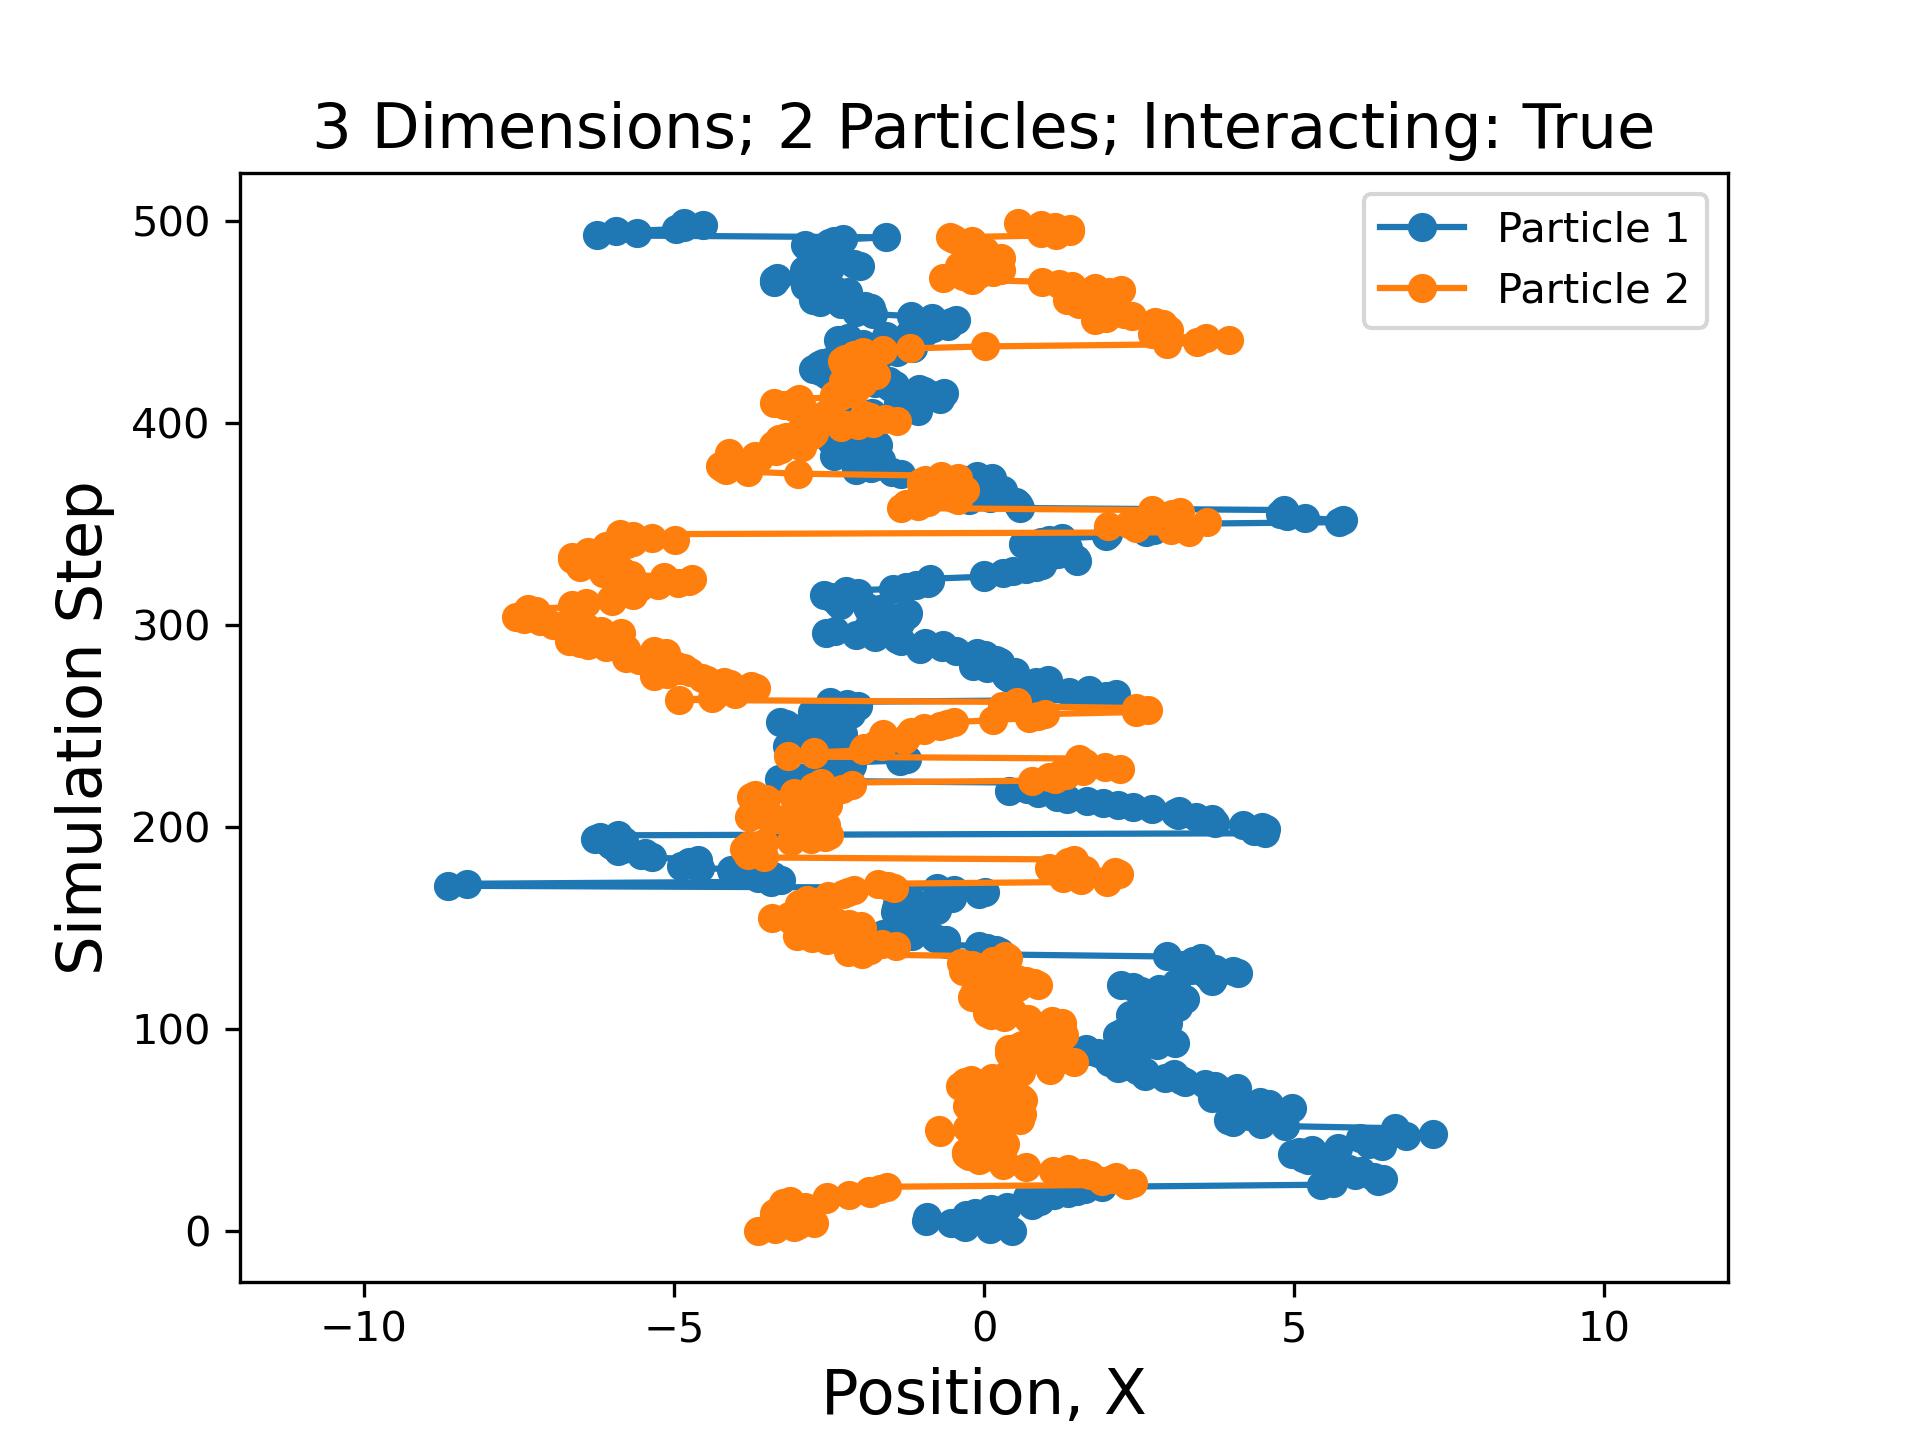 3 Dimensions; 2 Particles; Interacting: True
Particle 1
Particle 2
Simulation Step
500
400
300
200
100
0
−10
−5
0
5
10
Position, X